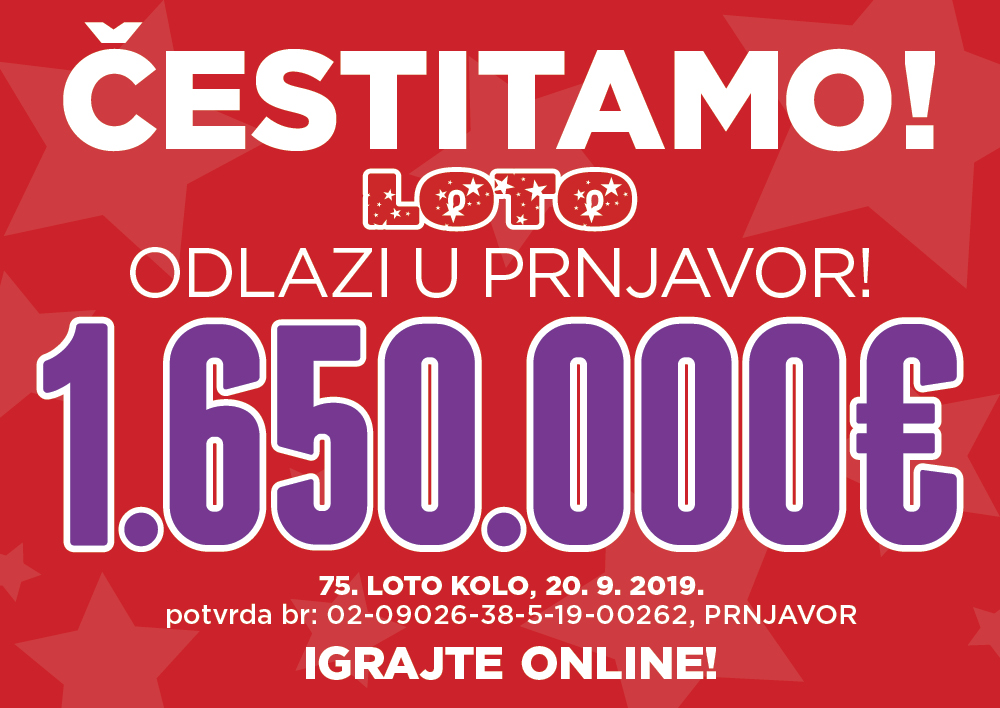 ČESTITAMO!
LOTO
ODLAZI U PRNJAVOR!
1.650.000€
75. LOTO KOLO, 20. 9. 2019.
potvrda br: 02-09026-38-5-19-00262, PRNJAVOR
IGRAJTE ONLINE!